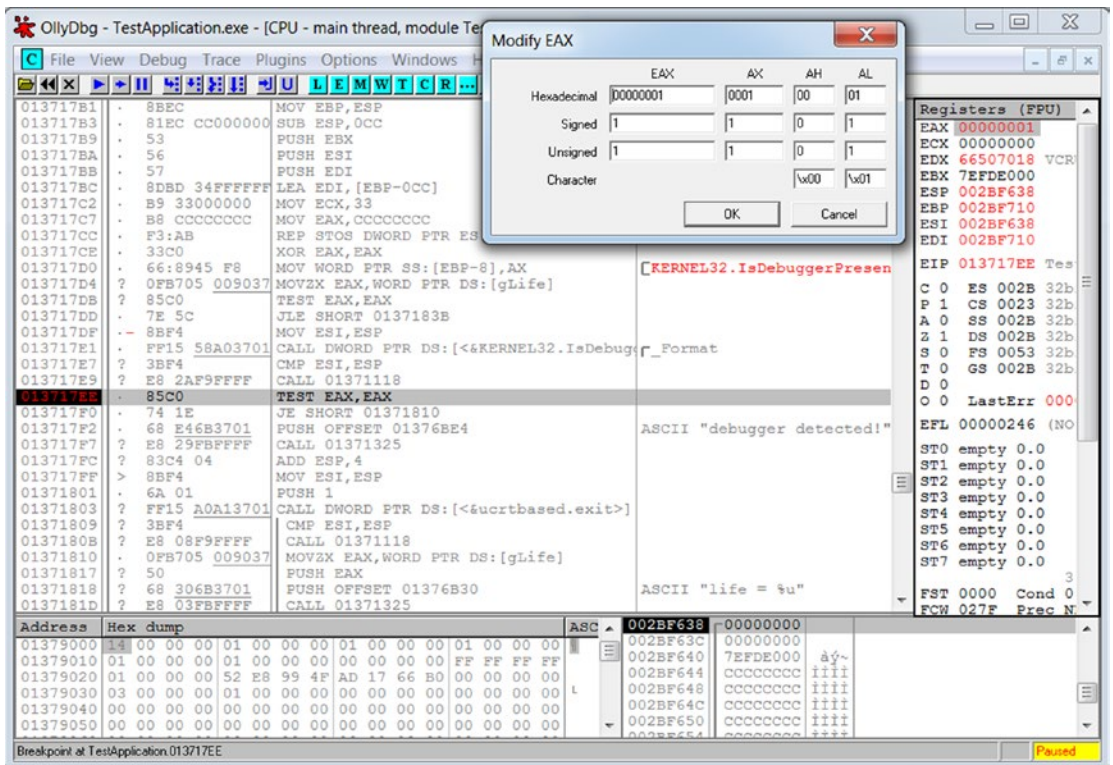 OllyDbg - TestApplication.exe - [CPU - main thread, module Te
C File View Debug Trace Plugins Options Windows H
L E M W T C R ...
Modify EAX
EAX AX AH AL
Hexadecimal 00000001 0001 00 01
Signed 1 1 0 1
Unsigned 1 1 0 1
Character \x00 \x01
OK Cancel
013717B1 . 8BEC MOV EBP,ESP
013717B3 . 81EC CC000000 SUB ESP,0CC
013717B9 . 53 PUSH EBX
013717BA . 56 PUSH ESI
013717BB . 57 PUSH EDI
013717BC . 8DBD 34FFFFFF LEA EDI,[EBP-0CC]
013717C2 . B9 33000000 MOV ECX,33
013717C7 . B8 CCCCCCCC MOV EAX,CCCCCCCC
013717CC . F3:AB REP STOS DWORD PTR ES
013717CE . 33C0 XOR EAX,EAX
013717D0 . 66:8945 F8 MOV WORD PTR SS:[EBP-8],AX [KERNEL32.IsDebuggerPresen
013717D4 ? 0FB705 009037 MOVZX EAX,WORD PTR DS:[gLife]
013717DB ? 85C0 TEST EAX,EAX
013717DD . 7E 5C JLE SHORT 0137183B
013717DF .- 8BF4 MOV ESI,ESP
013717E1 . FF15 58A03701 CALL DWORD PTR DS:[<&KERNEL32.IsDebug _Format
013717E7 ? 3BF4 CMP ESI,ESP
013717E9 ? E8 2AF9FFFF CALL 01371118
013717EE . 85C0 TEST EAX,EAX
013717F0 . 74 1E JE SHORT 01371810
013717F2 . 68 E46B3701 PUSH OFFSET 01376BE4 ASCII "debugger detected!"
013717F7 ? E8 29FBFFFF CALL 01371325
013717FC ? 83C4 04 ADD ESP,4
013717FF > 8BF4 MOV ESI,ESP
01371801 . 6A 01 PUSH 1
01371803 ? FF15 A0A13701 CALL DWORD PTR DS:[<&ucrtbased.exit>]
01371809 ? 3BF4 CMP ESI,ESP
0137180B ? E8 08F9FFFF CALL 01371118
01371810 . 0FB705 009037 MOVZX EAX,WORD PTR DS:[gLife]
01371817 ? 50 PUSH EAX
01371818 ? 68 306B3701 PUSH OFFSET 01376B30 ASCII "life = %u"
0137181D ? E8 03FBFFFF CALL 01371325
Registers (FPU)
EAX 00000001
ECX 00000000
EDX 66507018 VCR
EBX 7EFDE000
ESP 002BF638
EBP 002BF710
ESI 002BF638
EDI 002BF710
EIP 013717EE Tes
C 0 ES 002B 32b
P 1 CS 0023 32b
A 0 SS 002B 32b
Z 1 DS 002B 32b
S 0 FS 0053 32b
T 0 GS 002B 32b
D 0
O 0 LastErr 000
EFL 00000246 (NO
ST0 empty 0.0
ST1 empty 0.0
ST2 empty 0.0
ST3 empty 0.0
ST4 empty 0.0
ST5 empty 0.0
ST6 empty 0.0
ST7 empty 0.0
3
FST 0000 Cond 0
FCW 027F Prec N
Address Hex dump ASC
01379000 14 00 00 00 01 00 00 00 01 00 00 00 01 00 00 00 ¶
01379010 01 00 00 00 01 00 00 00 00 00 00 00 FF FF FF FF
01379020 01 00 00 00 52 E8 99 4F AD 17 66 B0 00 00 00 00
01379030 03 00 00 00 01 00 00 00 00 00 00 00 00 00 00 00 L
01379040 00 00 00 00 00 00 00 00 00 00 00 00 00 00 00 00
01379050 00 00 00 00 00 00 00 00 00 00 00 00 00 00 00 00
002BF638 00000000
002BF63C 00000000
002BF640 7EFDE000 àý~
002BF644 CCCCCCCC ÌÌÌÌ
002BF648 CCCCCCCC ÌÌÌÌ
002BF64C CCCCCCCC ÌÌÌÌ
002BF650 CCCCCCCC ÌÌÌÌ
002BF654 CCCCCCCC ÌÌÌÌ
Breakpoint at TestApplication.013717EE Paused